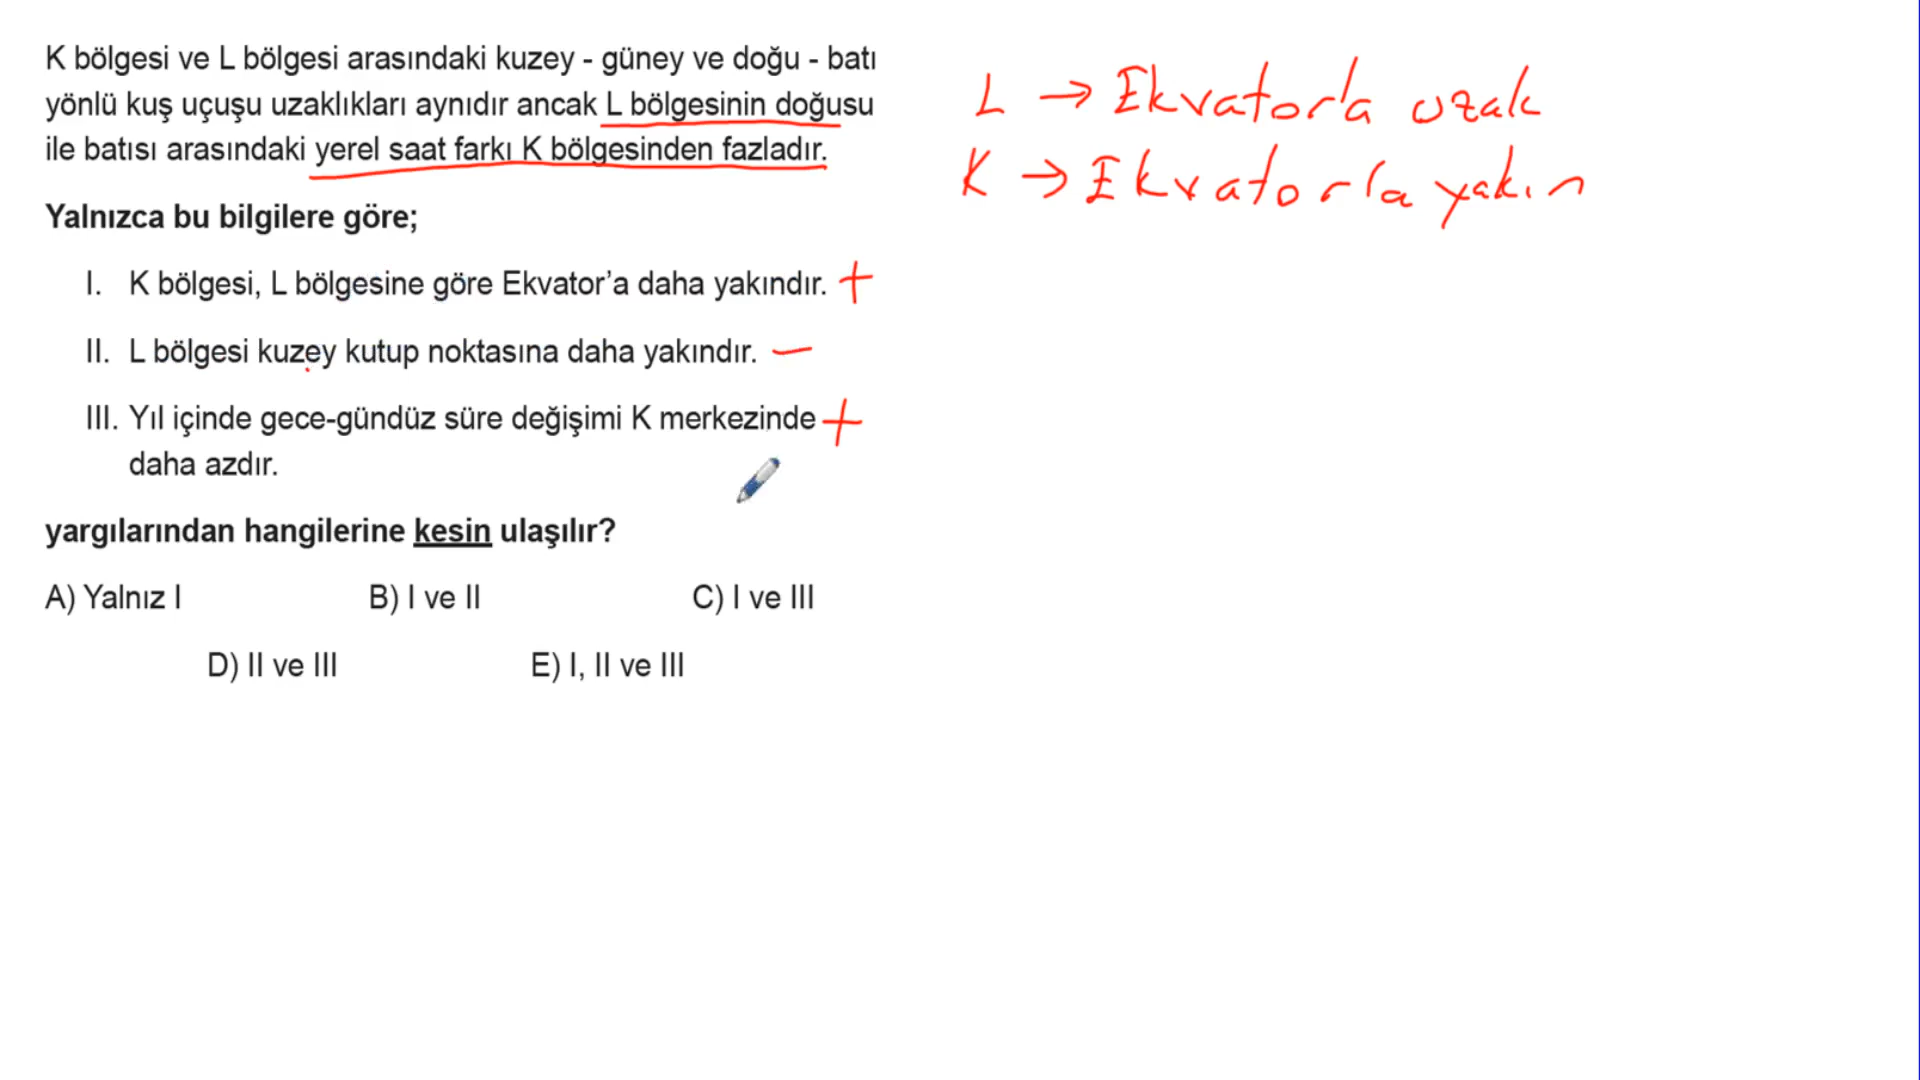 K bölgesi ve L bölgesi arasındaki kuzey - güney ve doğu - batı
yönlü kuş uçuşu uzaklıkları aynıdır ancak L bölgesinin doğusu
ile batısı arasındaki yerel saat farkı K bölgesinden fazladır.
Yalnızca bu bilgilere göre;
I. K bölgesi, L bölgesine göre Ekvator’a daha yakındır. +
II. L bölgesi kuzey kutup noktasına daha yakındır. –
III. Yıl içinde gece-gündüz süre değişimi K merkezinde +
daha azdır.
yargılarından hangilerine kesin ulaşılır?
A) Yalnız I B) I ve II C) I ve III
D) II ve III E) I, II ve III
L → Ekvator'a uzak
K → Ekvator'a yakın